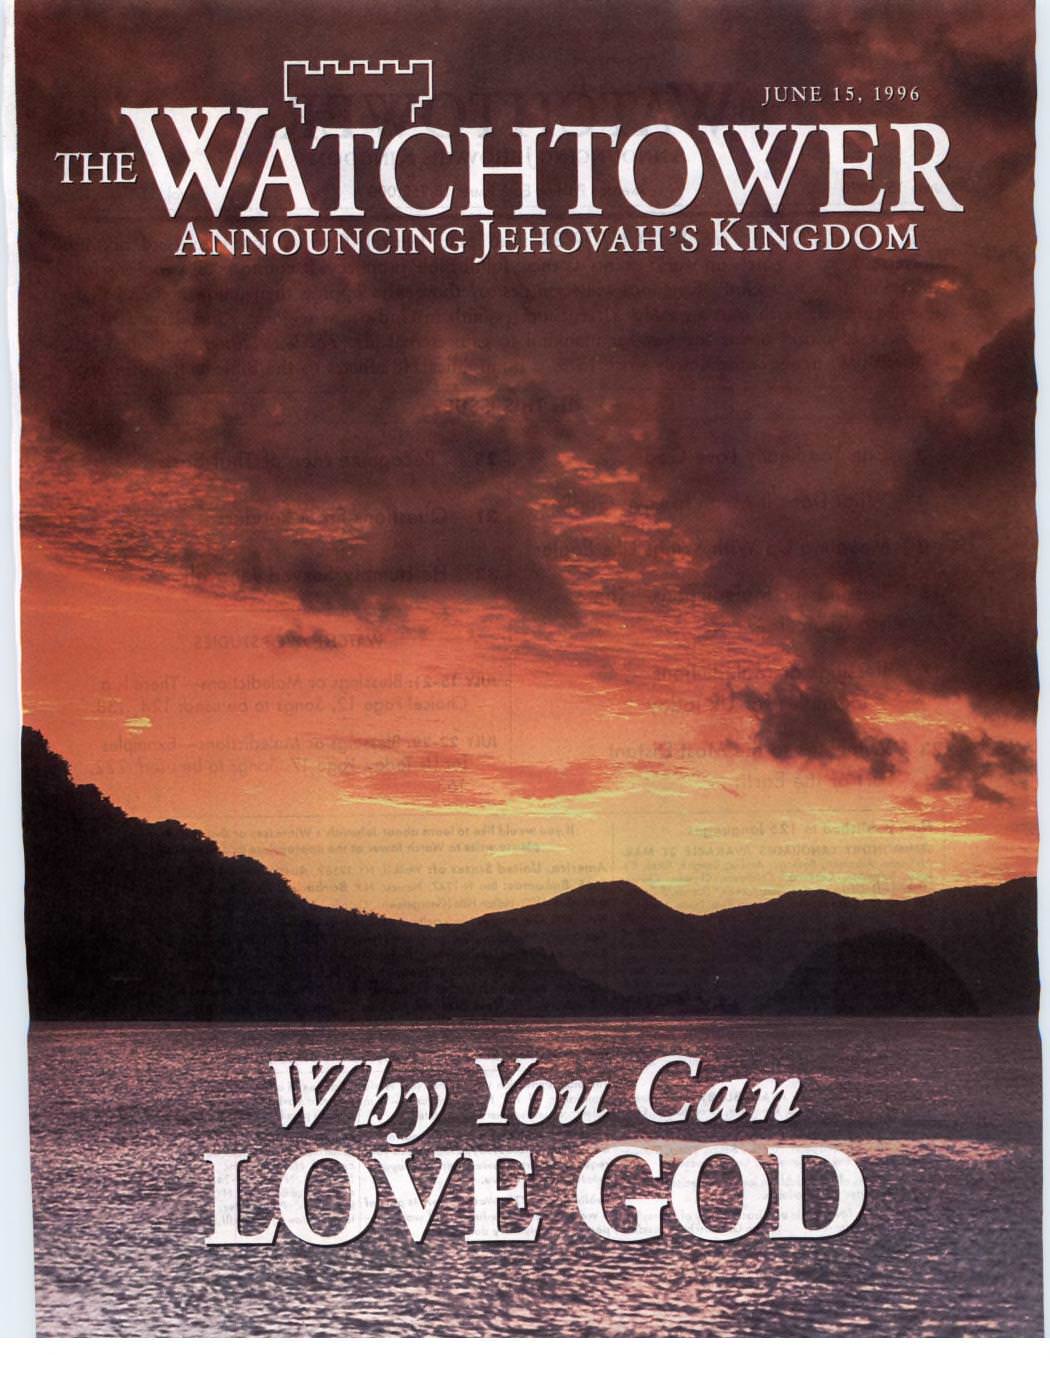 JUNE 15, 1996
THE WATCHTOWER
ANNOUNCING JEHOVAH'S KINGDOM
Why You Can
LOVE GOD